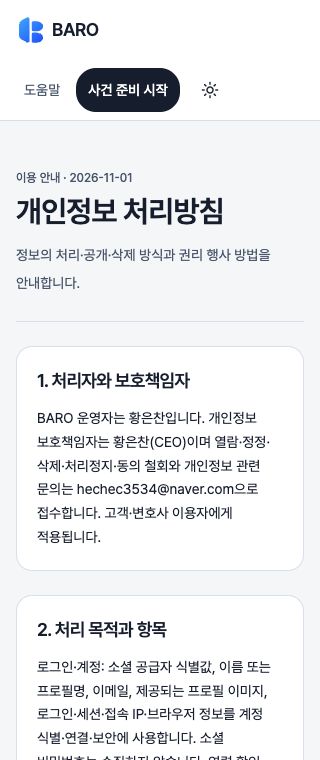 BARO
도움말 사건 준비 시작
이용 안내 · 2026-11-01
개인정보 처리방침
정보의 처리·공개·삭제 방식과 권리 행사 방법을
안내합니다.
1. 처리자와 보호책임자
BARO 운영자는 황은찬입니다. 개인정보
보호책임자는 황은찬(CEO)이며 열람·정정·
삭제·처리정지·동의 철회와 개인정보 관련
문의는 hechec3534@naver.com으로
접수합니다. 고객·변호사 이용자에게
적용됩니다.
2. 처리 목적과 항목
로그인·계정: 소셜 공급자 식별값, 이름 또는
프로필명, 이메일, 제공되는 프로필 이미지,
로그인·세션·접속 IP·브라우저 정보를 계정
식별·연결·보안에 사용합니다. 소셜